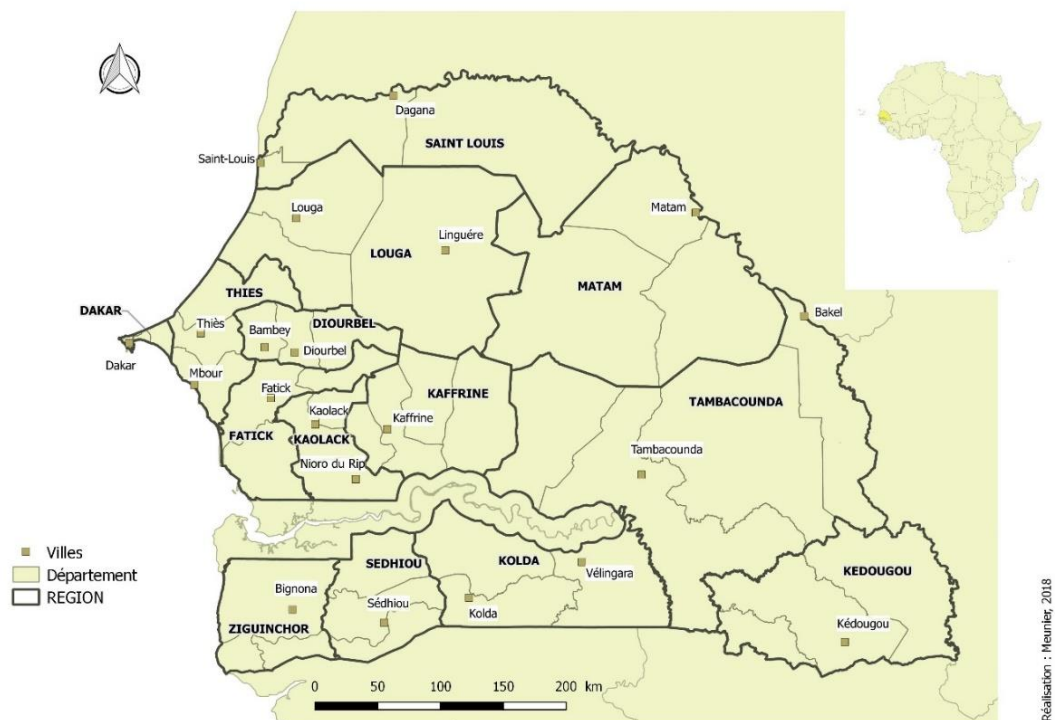 Dagana
SAINT LOUIS
Saint-Louis
Louga
Linguére
Matam
LOUGA
MATAM
THIES
DAKAR
DIOURBEL
Thiès
Bambey
Diourbel
Bakel
Dakar
Mbour
Fatick
KAFFRINE
TAMBACOUNDA
Kaolack
Kaffrine
FATICK
KAOLACK
Nioro du Rip
Tambacounda
Villes
Département
REGION
SEDHIOU
KOLDA
Vélingara
KEDOUGOU
Bignona
Sédhiou
Kolda
Kédougou
ZIGUINCHOR
0 50 100 150 200 km
Réalisation : Meunier, 2018